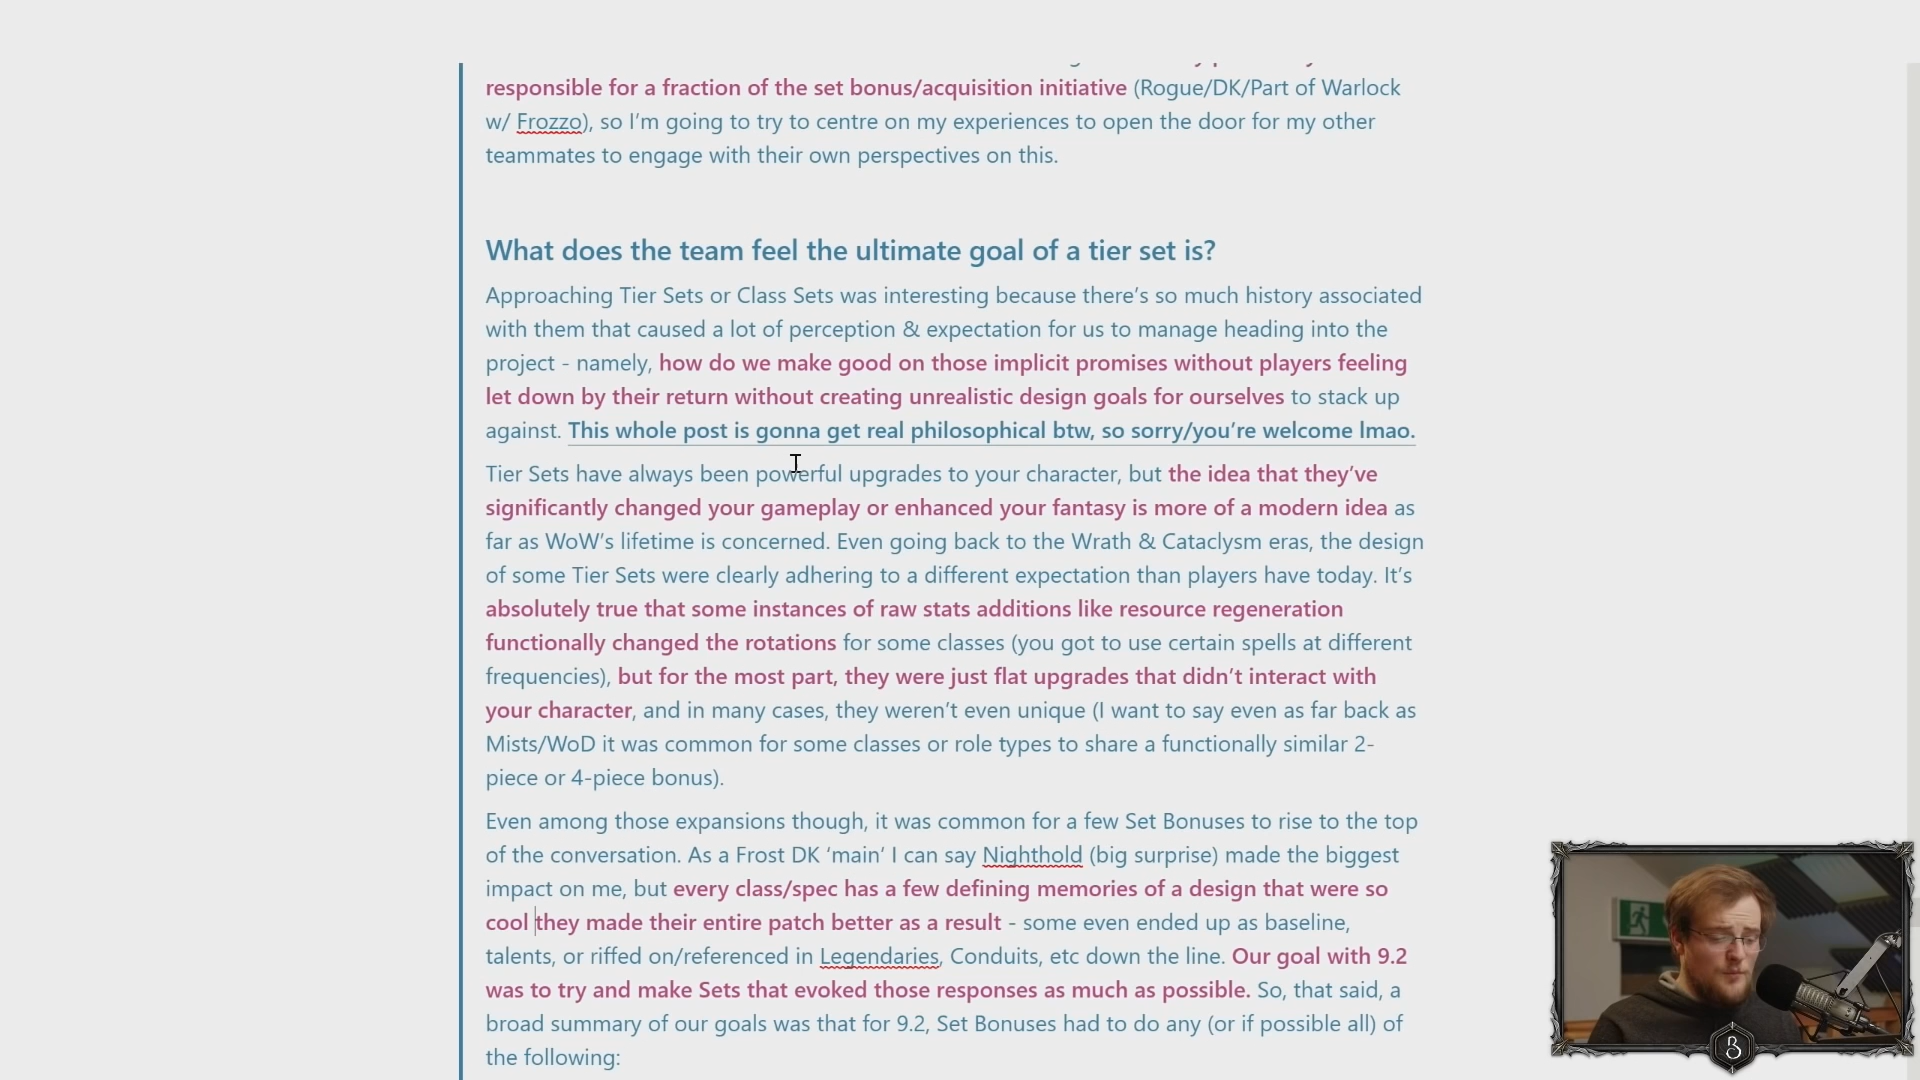 responsible for a fraction of the set bonus/acquisition initiative (Rogue/DK/Part of Warlock
w/ Frozzo), so I'm going to try to centre on my experiences to open the door for my other
teammates to engage with their own perspectives on this.
What does the team feel the ultimate goal of a tier set is?
Approaching Tier Sets or Class Sets was interesting because there's so much history associated
with them that caused a lot of perception & expectation for us to manage heading into the
project - namely, how do we make good on those implicit promises without players feeling
let down by their return without creating unrealistic design goals for ourselves to stack up
against. This whole post is gonna get real philosophical btw, so sorry/you're welcome lmao.
Tier Sets have always been powerful upgrades to your character, but the idea that they've
significantly changed your gameplay or enhanced your fantasy is more of a modern idea as
far as WoW's lifetime is concerned. Even going back to the Wrath & Cataclysm eras, the design
of some Tier Sets were clearly adhering to a different expectation than players have today. It's
absolutely true that some instances of raw stats additions like resource regeneration
functionally changed the rotations for some classes (you got to use certain spells at different
frequencies), but for the most part, they were just flat upgrades that didn't interact with
your character, and in many cases, they weren't even unique (I want to say even as far back as
Mists/WoD it was common for some classes or role types to share a functionally similar 2-
piece or 4-piece bonus).
Even among those expansions though, it was common for a few Set Bonuses to rise to the top
of the conversation. As a Frost DK 'main' I can say Nighthold (big surprise) made the biggest
impact on me, but every class/spec has a few defining memories of a design that were so
cool they made their entire patch better as a result - some even ended up as baseline,
talents, or riffed on/referenced in Legendaries, Conduits, etc down the line. Our goal with 9.2
was to try and make Sets that evoked those responses as much as possible. So, that said, a
broad summary of our goals was that for 9.2, Set Bonuses had to do any (or if possible all) of
the following:
B